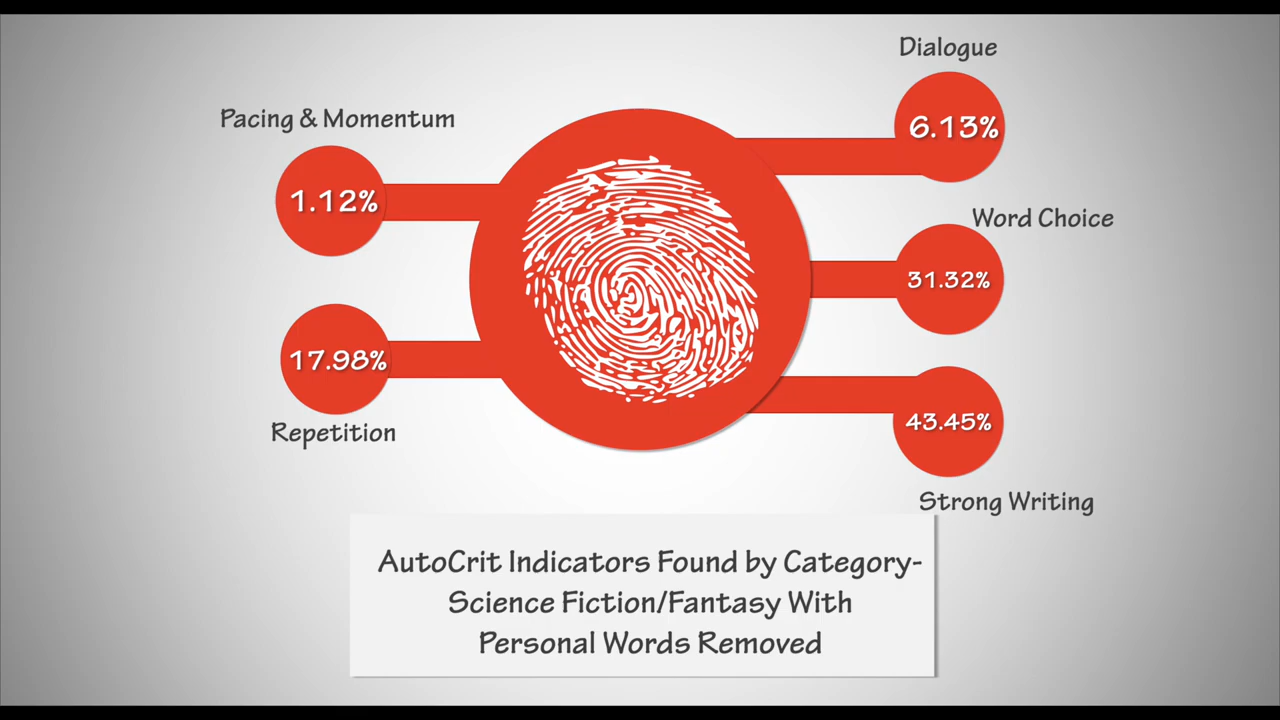 Dialogue
Pacing & Momentum
6.13%
1.12%
Word Choice
31.32%
17.98%
43.45%
Repetition
Strong Writing
AutoCrit Indicators Found by Category-
Science Fiction/Fantasy With
Personal Words Removed